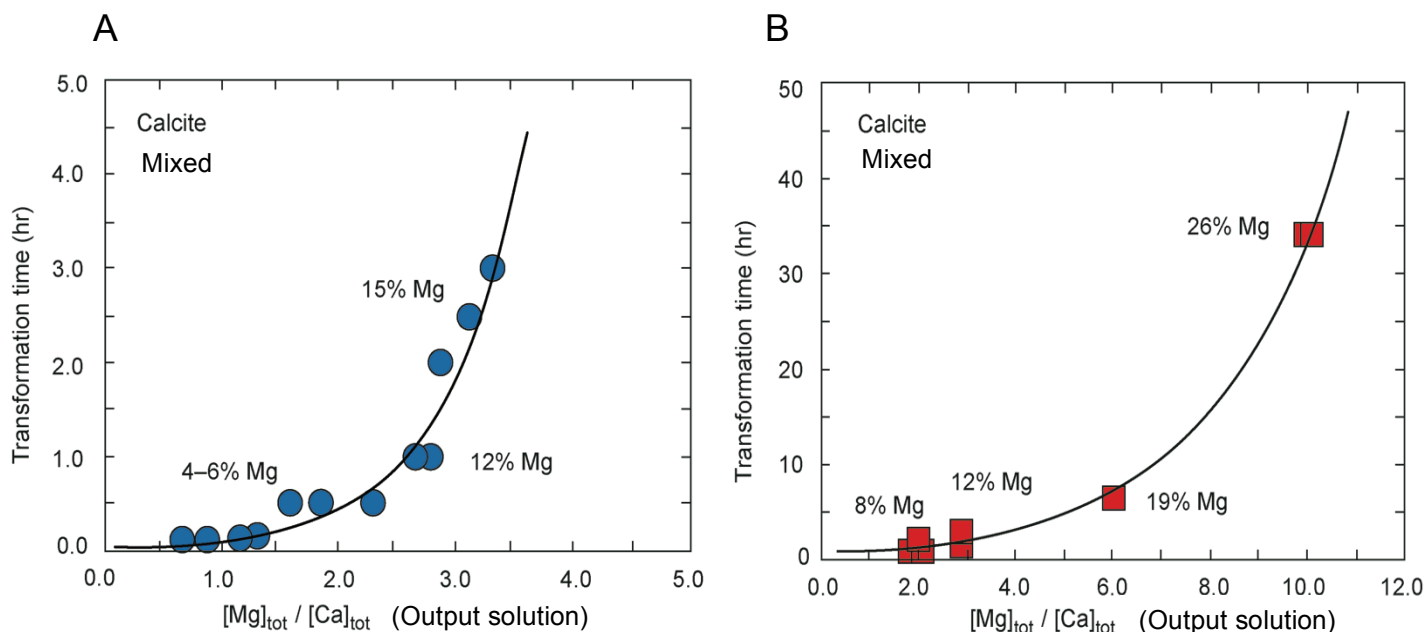 A
5.0
4.0
3.0
2.0
1.0
0.0
Transformation time (hr)
Calcite
Mixed
15% Mg
4–6% Mg
12% Mg
0.0 1.0 2.0 3.0 4.0 5.0
[Mg]tot / [Ca]tot (Output solution)
B
50
40
30
20
10
0
Transformation time (hr)
Calcite
Mixed
26% Mg
12% Mg
8% Mg
19% Mg
0.0 2.0 4.0 6.0 8.0 10.0 12.0
[Mg]tot / [Ca]tot (Output solution)